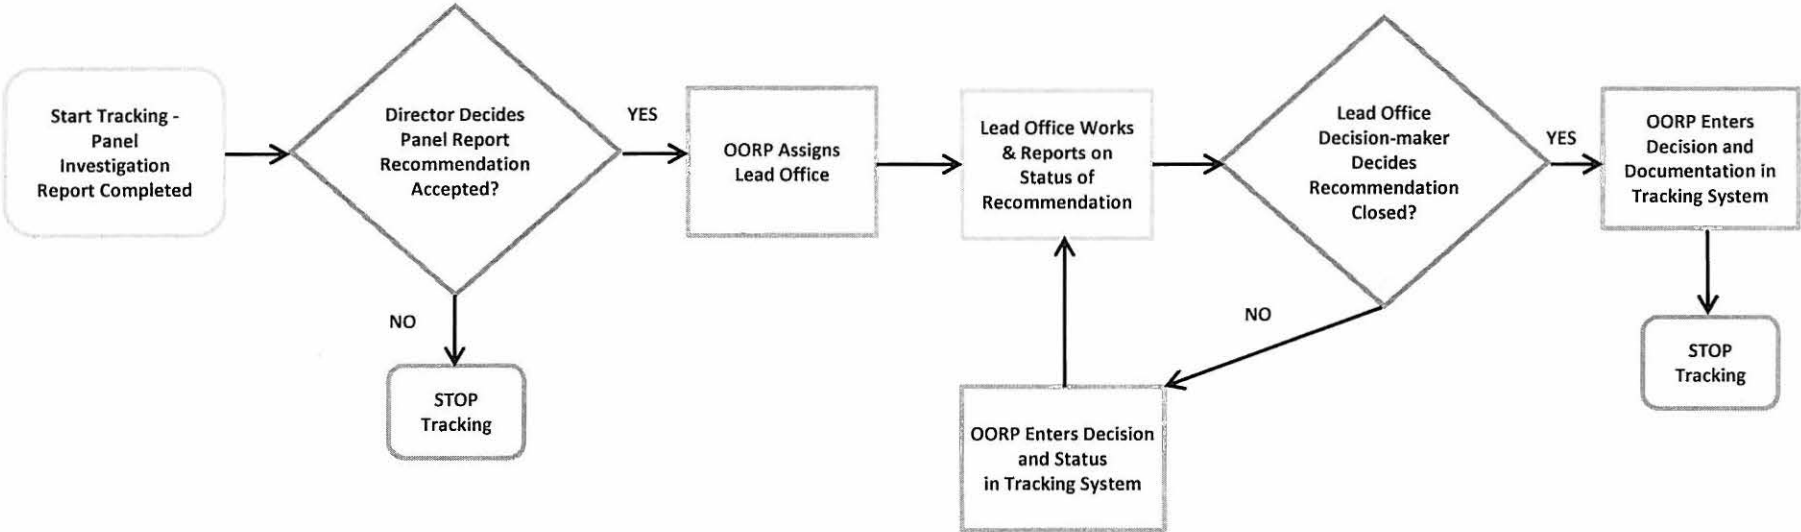 Start Tracking -
Panel
Investigation
Report Completed
Director Decides
Panel Report
Recommendation
Accepted?
YES
NO
STOP
Tracking
OORP Assigns
Lead Office
Lead Office Works
& Reports on
Status of
Recommendation
Lead Office
Decision-maker
Decides
Recommendation
Closed?
YES
NO
OORP Enters Decision
and Status
in Tracking System
OORP Enters
Decision and
Documentation in
Tracking System
STOP
Tracking